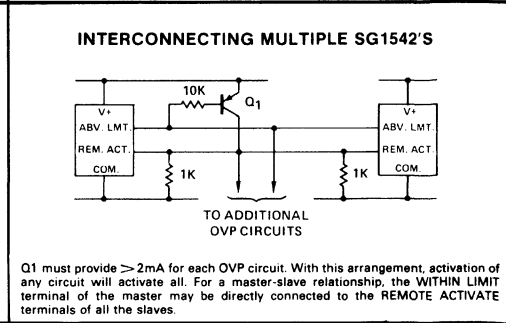 INTERCONNECTING MULTIPLE SG1542'S
10K
Q1
V+
ABV. LMT.
REM. ACT.
COM.
1K
V+
ABV. LMT.
REM. ACT.
COM.
1K
TO ADDITIONAL
OVP CIRCUITS
Q1 must provide > 2mA for each OVP circuit. With this arrangement, activation of
any circuit will activate all. For a master-slave relationship, the WITHIN LIMIT
terminal of the master may be directly connected to the REMOTE ACTIVATE
terminals of all the slaves.